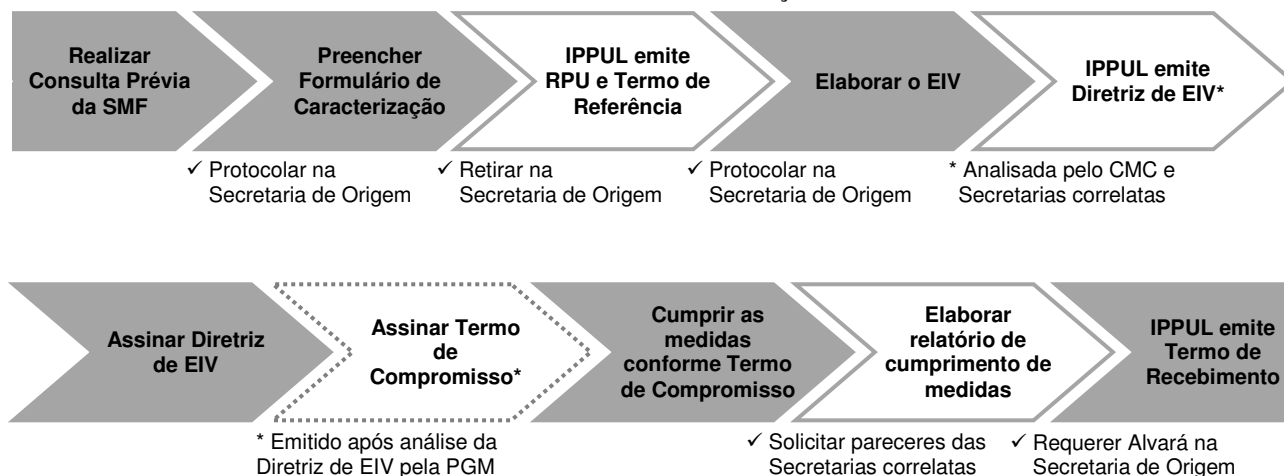 Realizar
Consulta Prévia
da SMF
Preencher
Formulário de
Caracterização
IPPUL emite
RPU e Termo de
Referência
Elaborar o EIV
IPPUL emite
Diretriz de EIV*
✓ Protocolar na
Secretaria de Origem
✓ Retirar na
Secretaria de Origem
✓ Protocolar na
Secretaria de Origem
* Analisada pelo CMC e
Secretarias correlatas
Assinar Diretriz
de EIV
Assinar Termo
de
Compromisso*
Cumprir as
medidas
conforme Termo
de Compromisso
Elaborar
relatório de
cumprimento de
medidas
IPPUL emite
Termo de
Recebimento
* Emitido após análise da
Diretriz de EIV pela PGM
✓ Solicitar pareceres das
Secretarias correlatas
✓ Requerer Alvará na
Secretaria de Origem